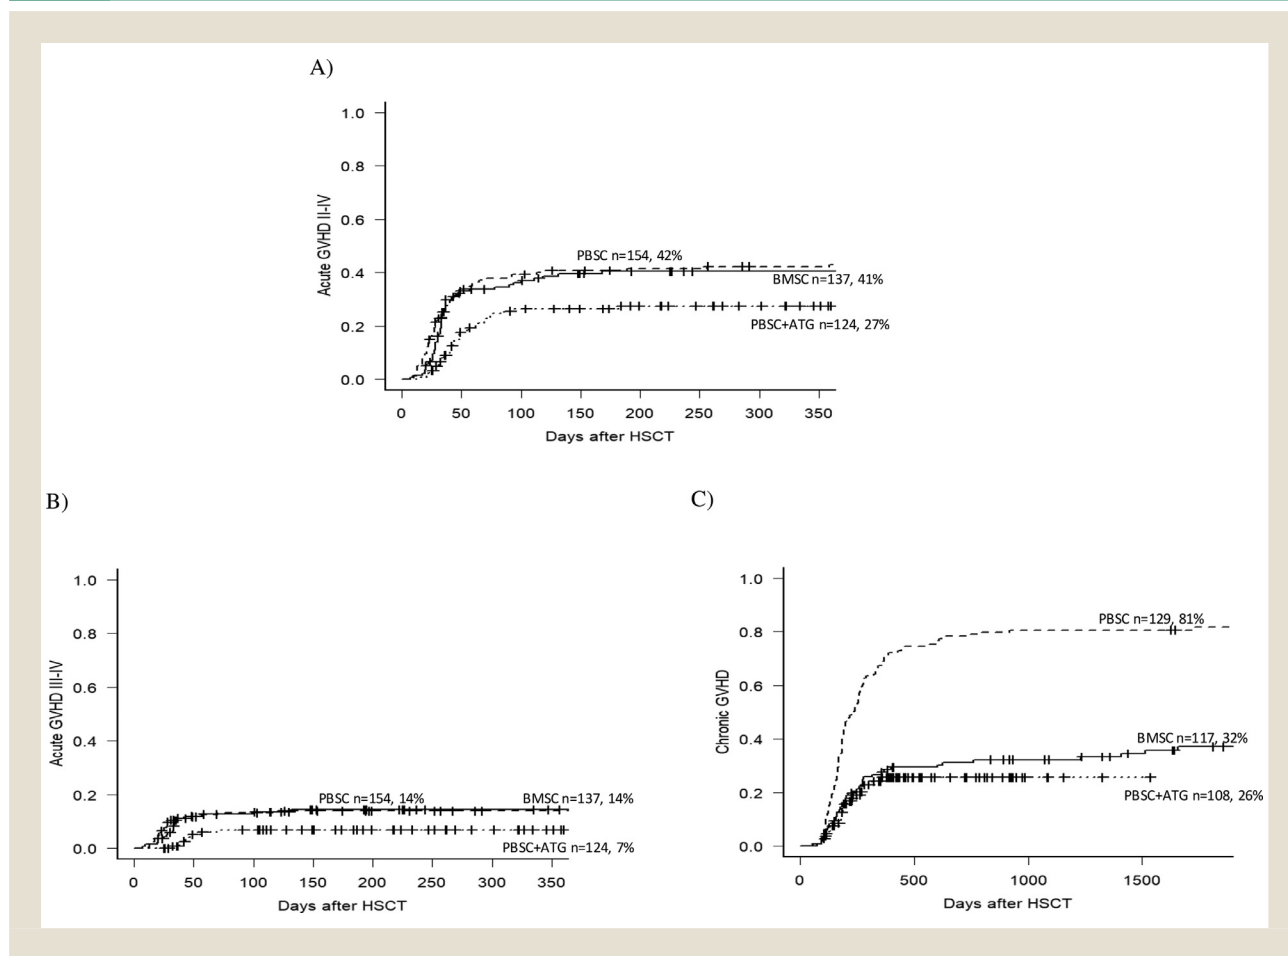 A)
Acute GVHD II-IV
1.0
0.8
0.6
0.4
0.2
0.0
PBSC n=154, 42%
BMSC n=137, 41%
PBSC+ATG n=124, 27%
0 50 100 150 200 250 300 350
Days after HSCT
B)
Acute GVHD III-IV
1.0
0.8
0.6
0.4
0.2
0.0
PBSC n=154, 14%
BMSC n=137, 14%
PBSC+ATG n=124, 7%
0 50 100 150 200 250 300 350
Days after HSCT
C)
Chronic GVHD
1.0
0.8
0.6
0.4
0.2
0.0
PBSC n=129, 81%
BMSC n=117, 32%
PBSC+ATG n=108, 26%
0 500 1000 1500
Days after HSCT